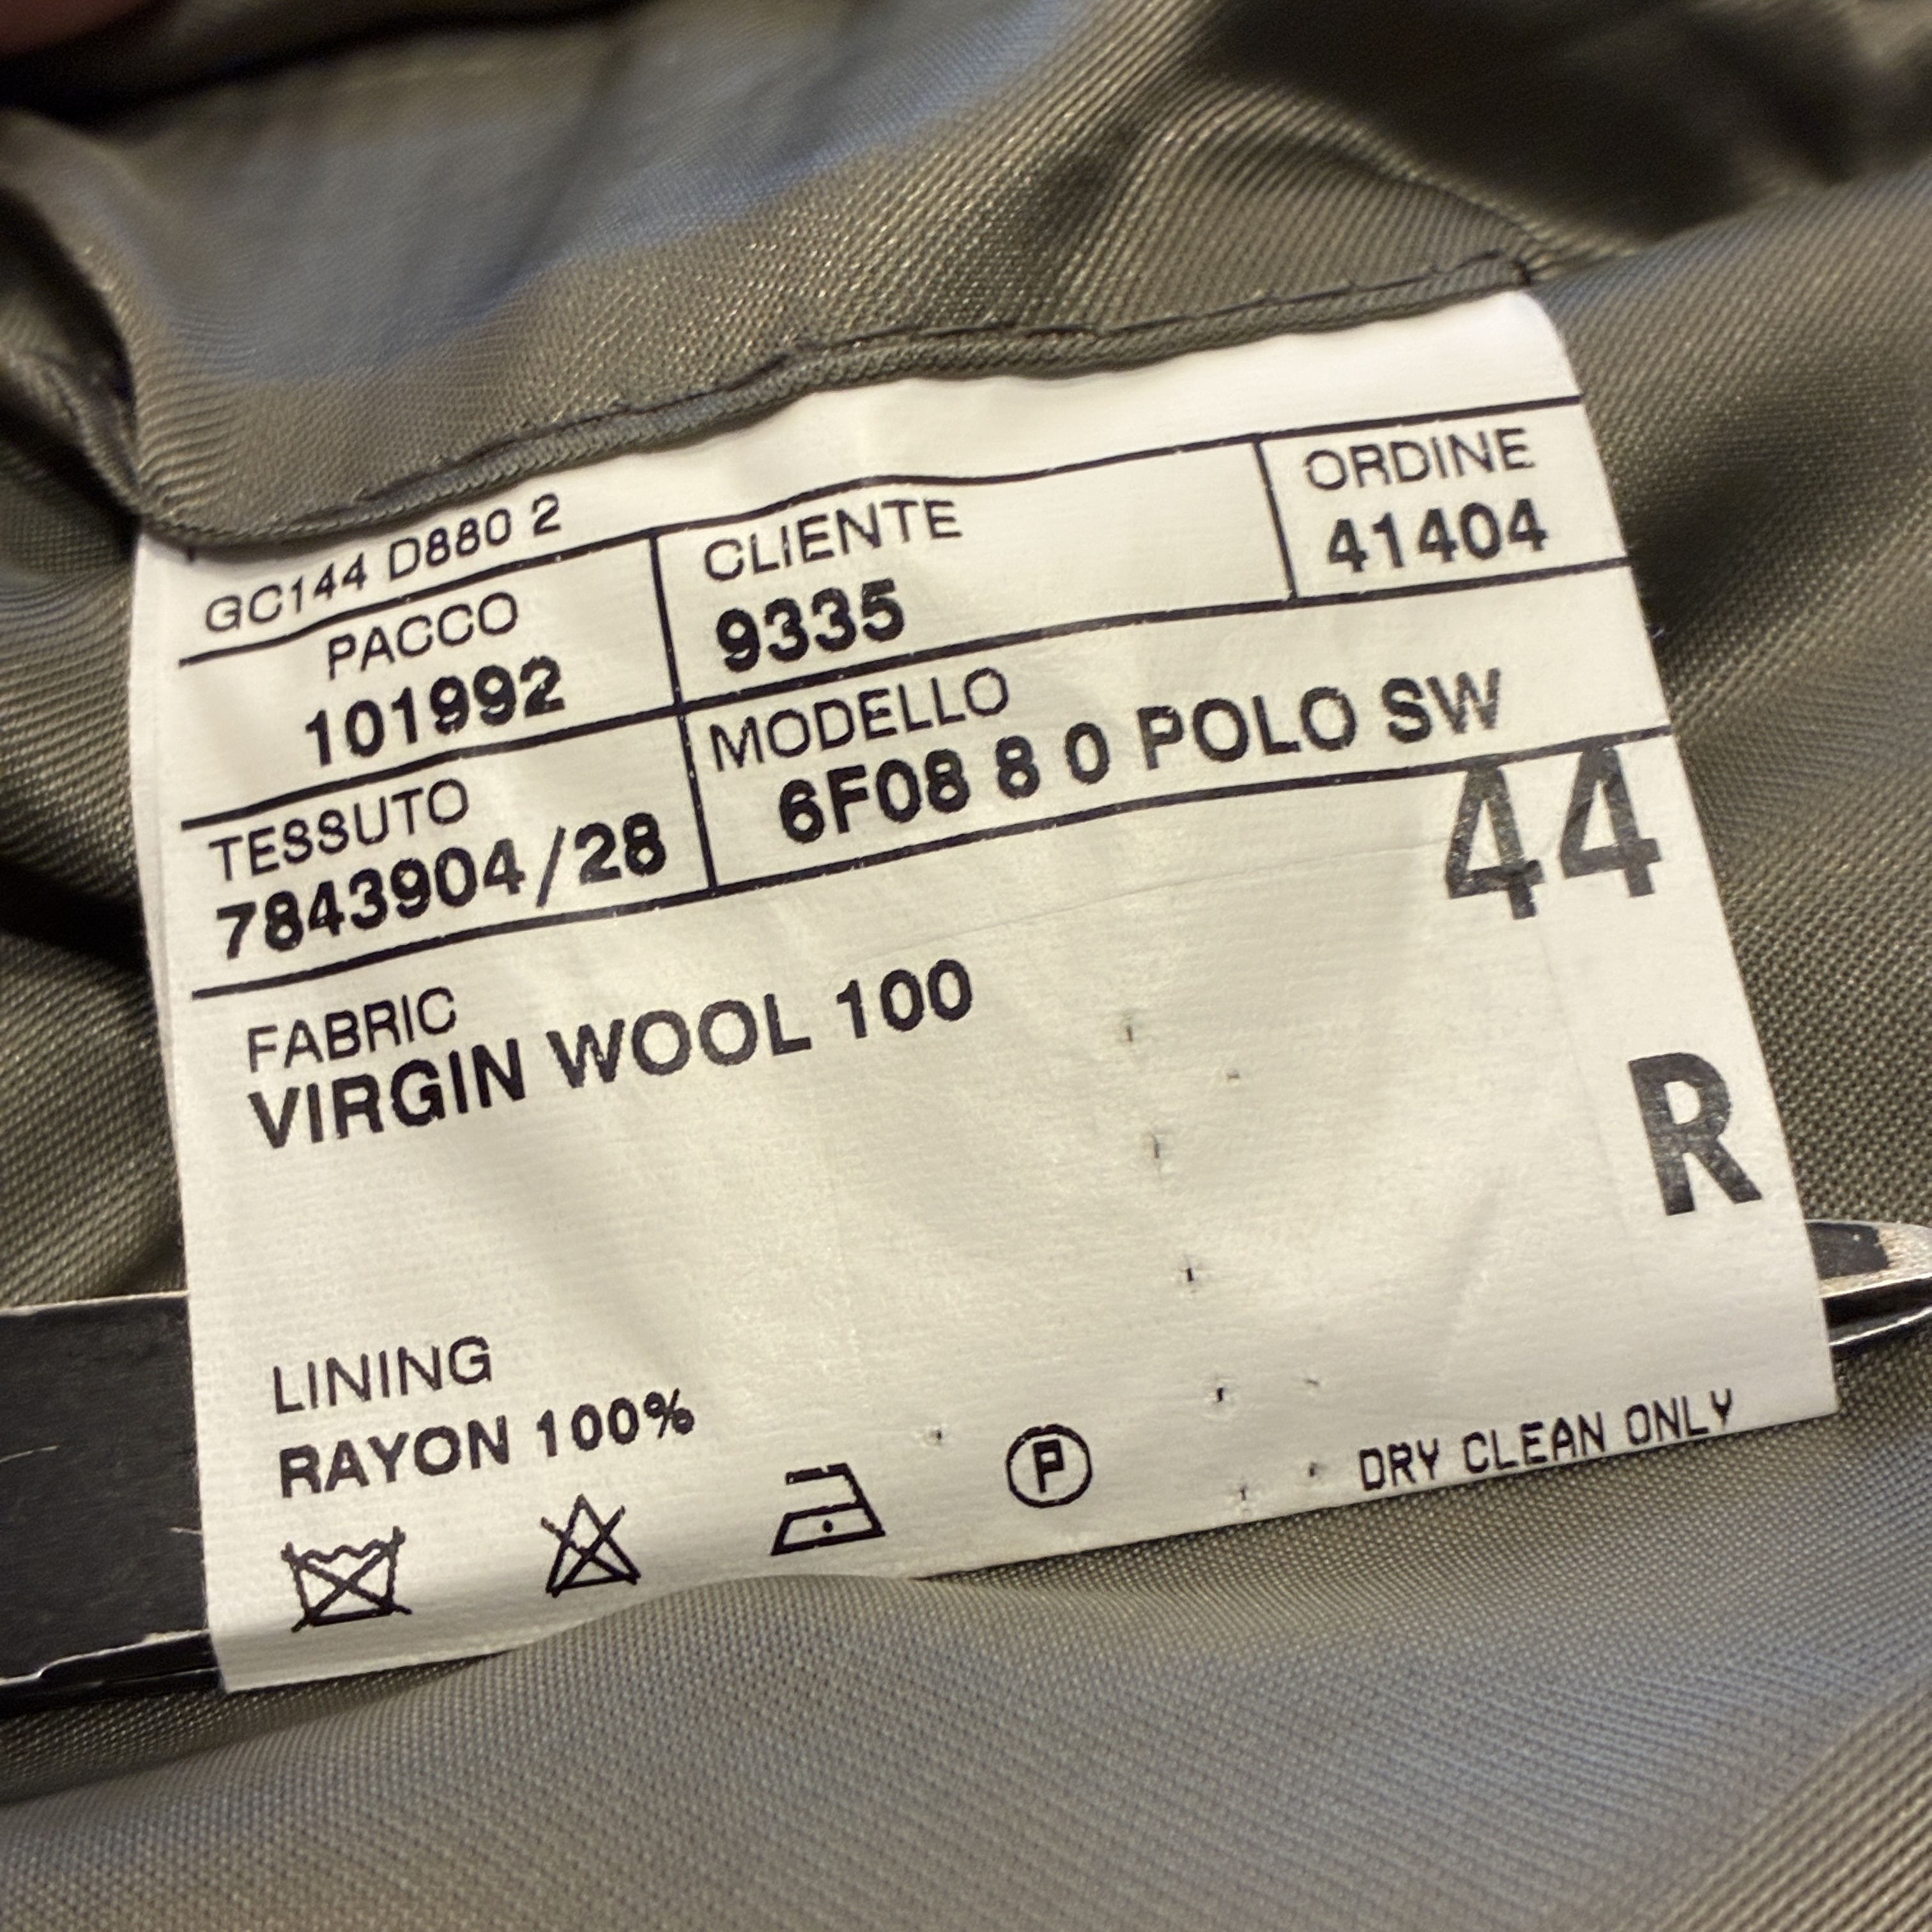 GC144 D880 2
PACCO
101992
CLIENTE
9335
ORDINE
41404
TESSUTO
7843904/28
MODELLO
6F08 8 0 POLO SW
44
FABRIC
VIRGIN WOOL 100
R
LINING
RAYON 100%
P
DRY CLEAN ONLY